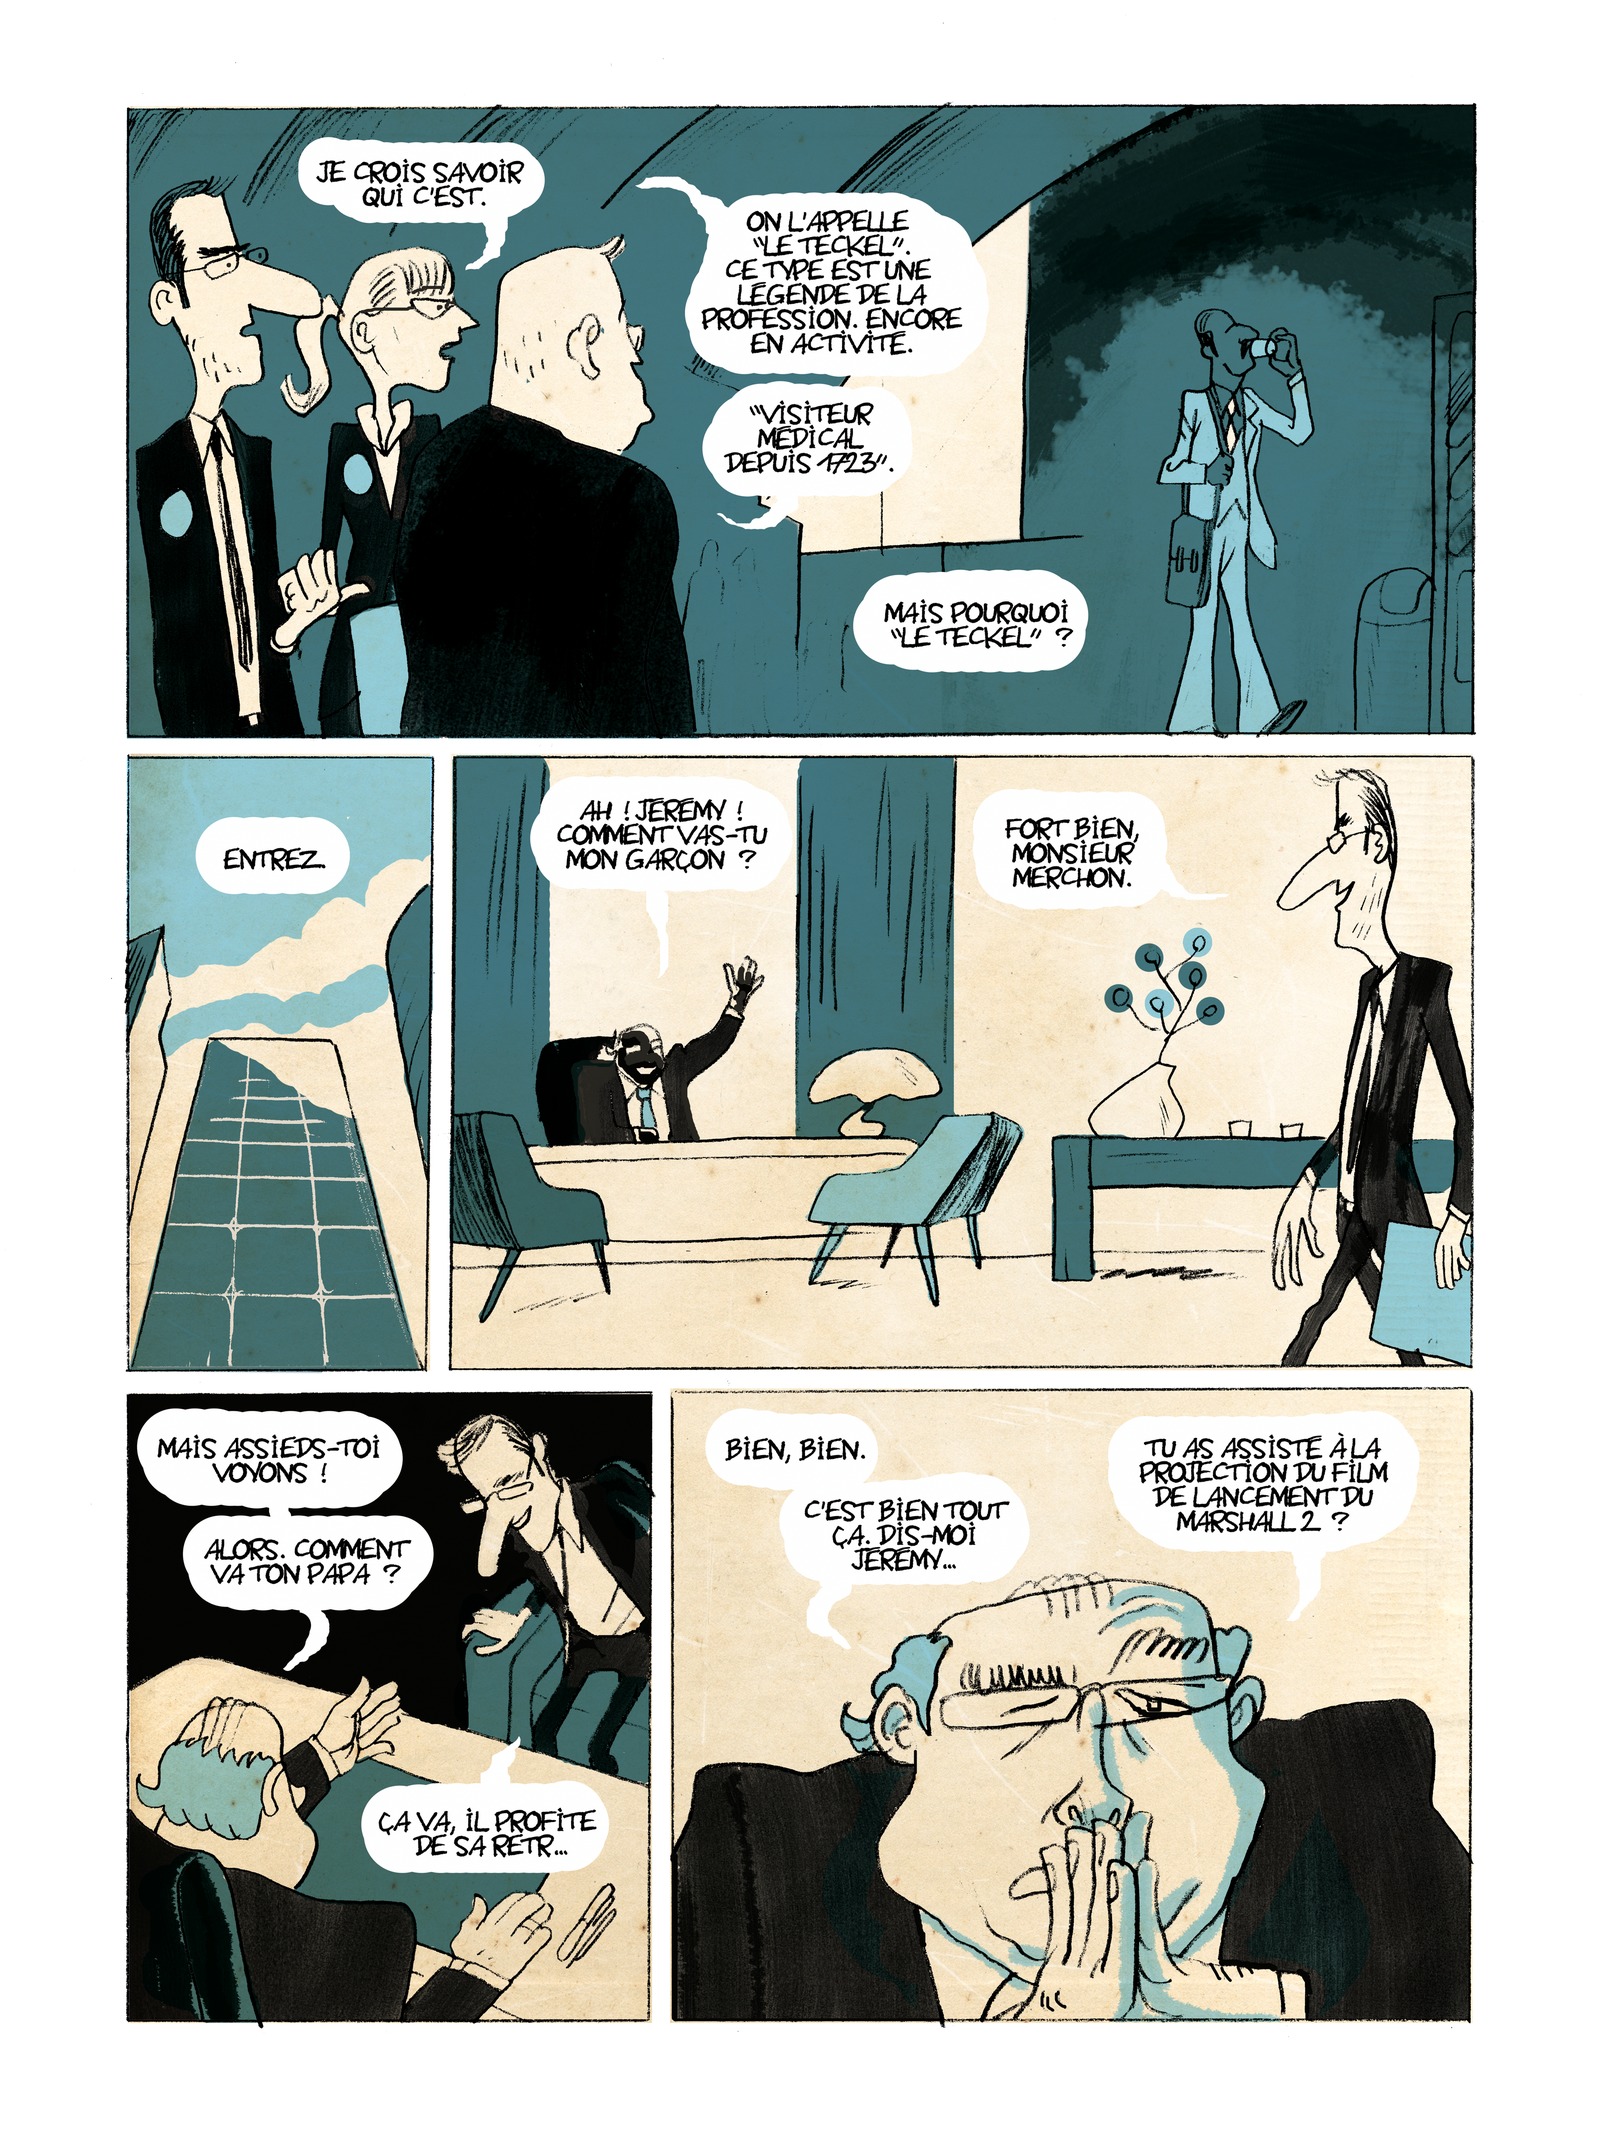 JE CROIS SAVOIR
QUI C'EST.
ON L'APPELLE
"LE TECKEL".
CE TYPE EST UNE
LÉGENDE DE LA
PROFESSION. ENCORE
EN ACTIVITÉ.
"VISITEUR
MÉDICAL
DEPUIS 1723".
MAIS POURQUOI
"LE TECKEL" ?
ENTREZ.
AH ! JÉRÉMY !
COMMENT VAS-TU
MON GARÇON ?
FORT BIEN,
MONSIEUR
MERCHON.
MAIS ASSIEDS-TOI
VOYONS !
ALORS. COMMENT
VA TON PAPA ?
ÇA VA, IL PROFITE
DE SA RETR...
BIEN, BIEN.
C'EST BIEN TOUT
ÇA. DIS-MOI
JÉRÉMY...
TU AS ASSISTÉ À LA
PROJECTION DU FILM
DE LANCEMENT DU
MARSHALL 2 ?